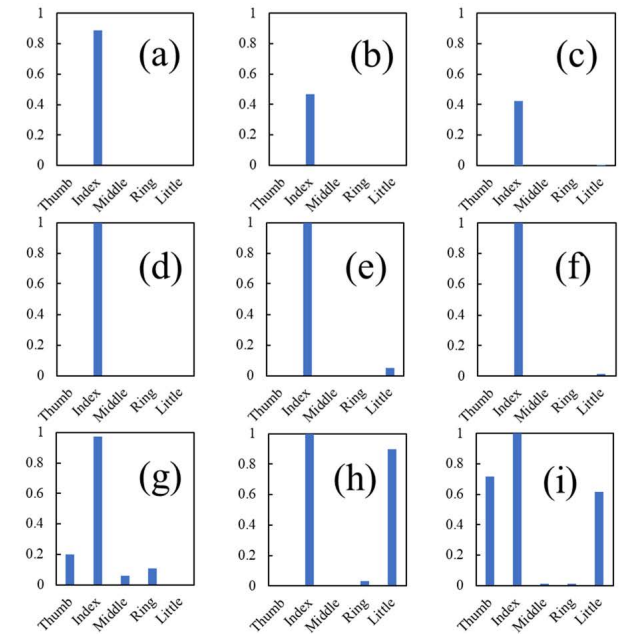 1
0.8
0.6
0.4
0.2
0
Thumb
Index
Middle
Ring
Little
(a)
1
0.8
0.6
0.4
0.2
0
Thumb
Index
Middle
Ring
Little
(b)
1
0.8
0.6
0.4
0.2
0
Thumb
Index
Middle
Ring
Little
(c)
1
0.8
0.6
0.4
0.2
0
Thumb
Index
Middle
Ring
Little
(d)
1
0.8
0.6
0.4
0.2
0
Thumb
Index
Middle
Ring
Little
(e)
1
0.8
0.6
0.4
0.2
0
Thumb
Index
Middle
Ring
Little
(f)
1
0.8
0.6
0.4
0.2
0
Thumb
Index
Middle
Ring
Little
(g)
1
0.8
0.6
0.4
0.2
0
Thumb
Index
Middle
Ring
Little
(h)
1
0.8
0.6
0.4
0.2
0
Thumb
Index
Middle
Ring
Little
(i)